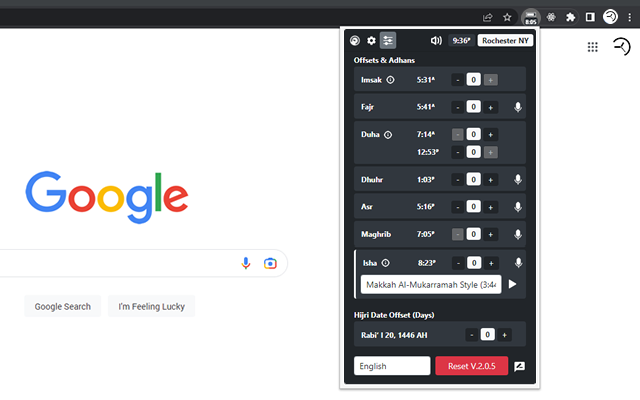 8:05
9:36ᴾ Rochester NY
Offsets & Adhans
Imsak 5:31ᴬ - 0 +
Fajr 5:41ᴬ - 0 +
Duha 7:14ᴬ - 0 +
12:53ᴾ - 0 +
Dhuhr 1:03ᴾ - 0 +
Asr 5:16ᴾ - 0 +
Maghrib 7:05ᴾ - 0 +
Isha 8:23ᴾ - 0 +
Makkah Al-Mukarramah Style (3:44
Hijri Date Offset (Days)
Rabi' I 20, 1446 AH - 0 +
English Reset V.2.0.5
Google
Google Search I'm Feeling Lucky